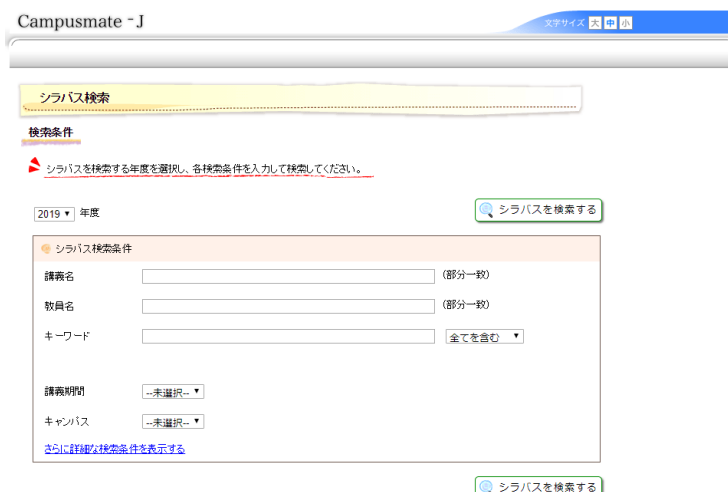 Campusmate-J
文字サイズ 大 中 小
シラバス検索
検索条件
シラバスを検索する年度を選択し、各検索条件を入力して検索してください。
2019 年度
シラバスを検索する
シラバス検索条件
講義名 (部分一致)
教員名 (部分一致)
キーワード 全てを含む
講義期間 --未選択--
キャンパス --未選択--
さらに詳細な検索条件を表示する
シラバスを検索する